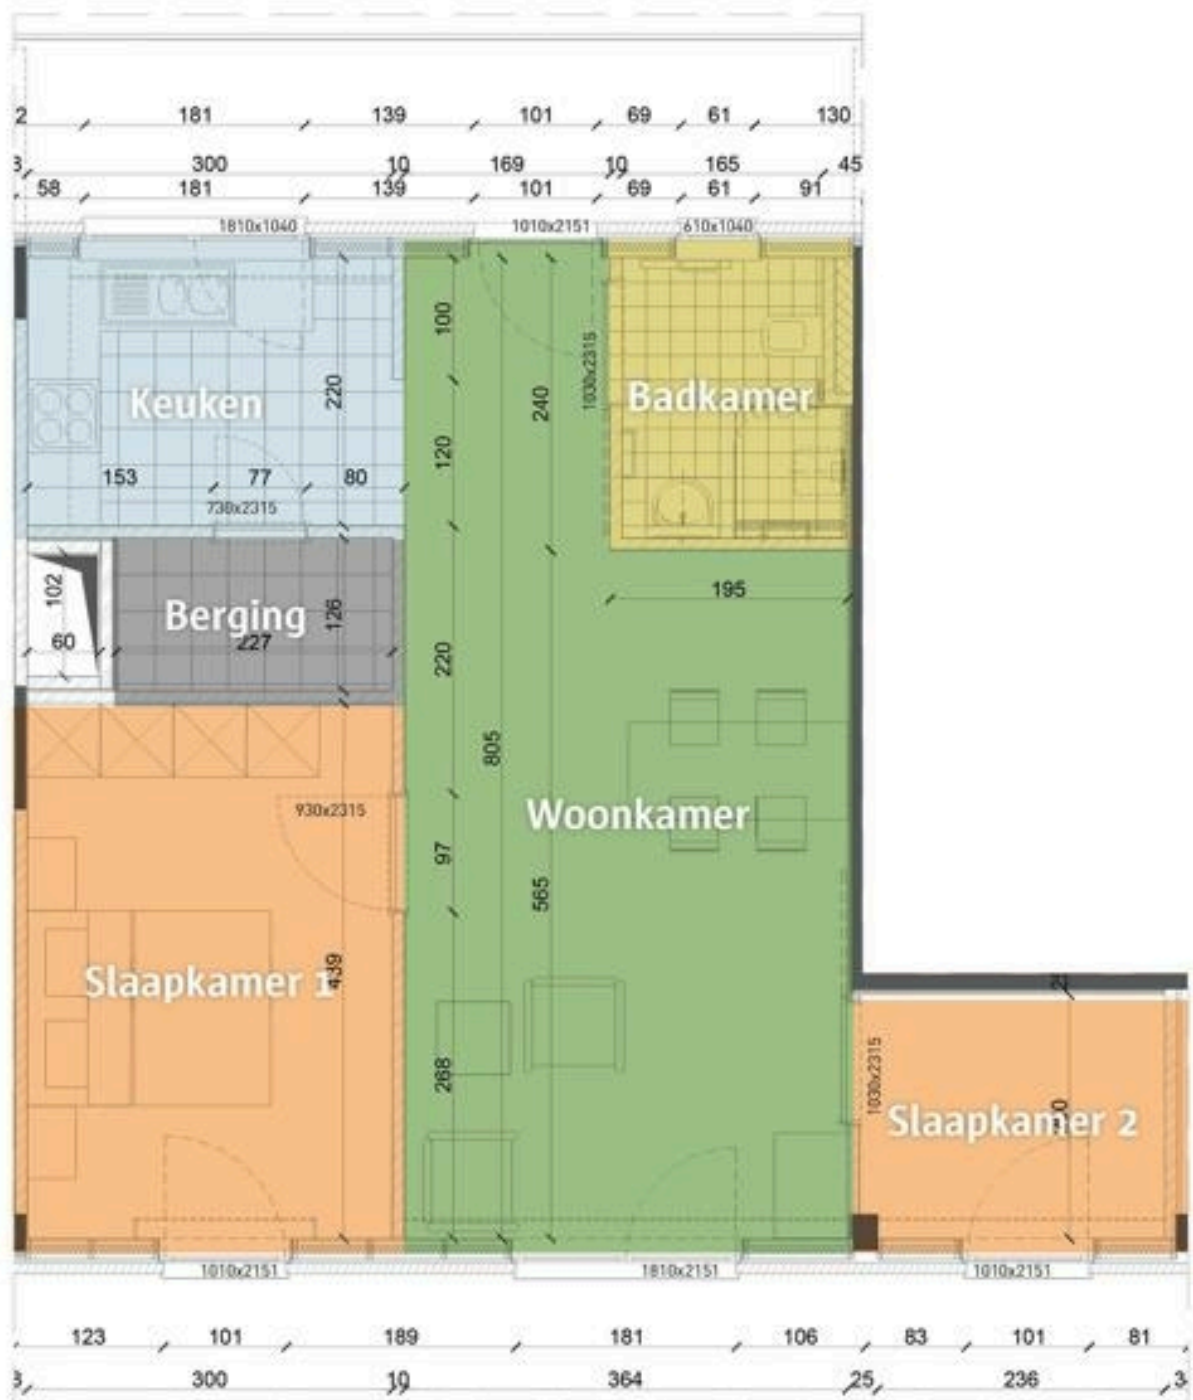 2 181 139 101 69 61 130
300 10 169 10 165 45
58 181 139 101 69 61 91
1810x1040 1010x2151 610x1040
100
220
Keuken
240
1030x2315
Badkamer
120
153 77 80
730x2315
102
60
Berging
227
126
195
220
805
930x2315
Woonkamer
97
565
Slaapkamer 1
439
268
1030x2315
Slaapkamer 2
1010x2151 1810x2151 1010x2151
123 101 189 181 106 83 101 81
300 10 364 25 236 3